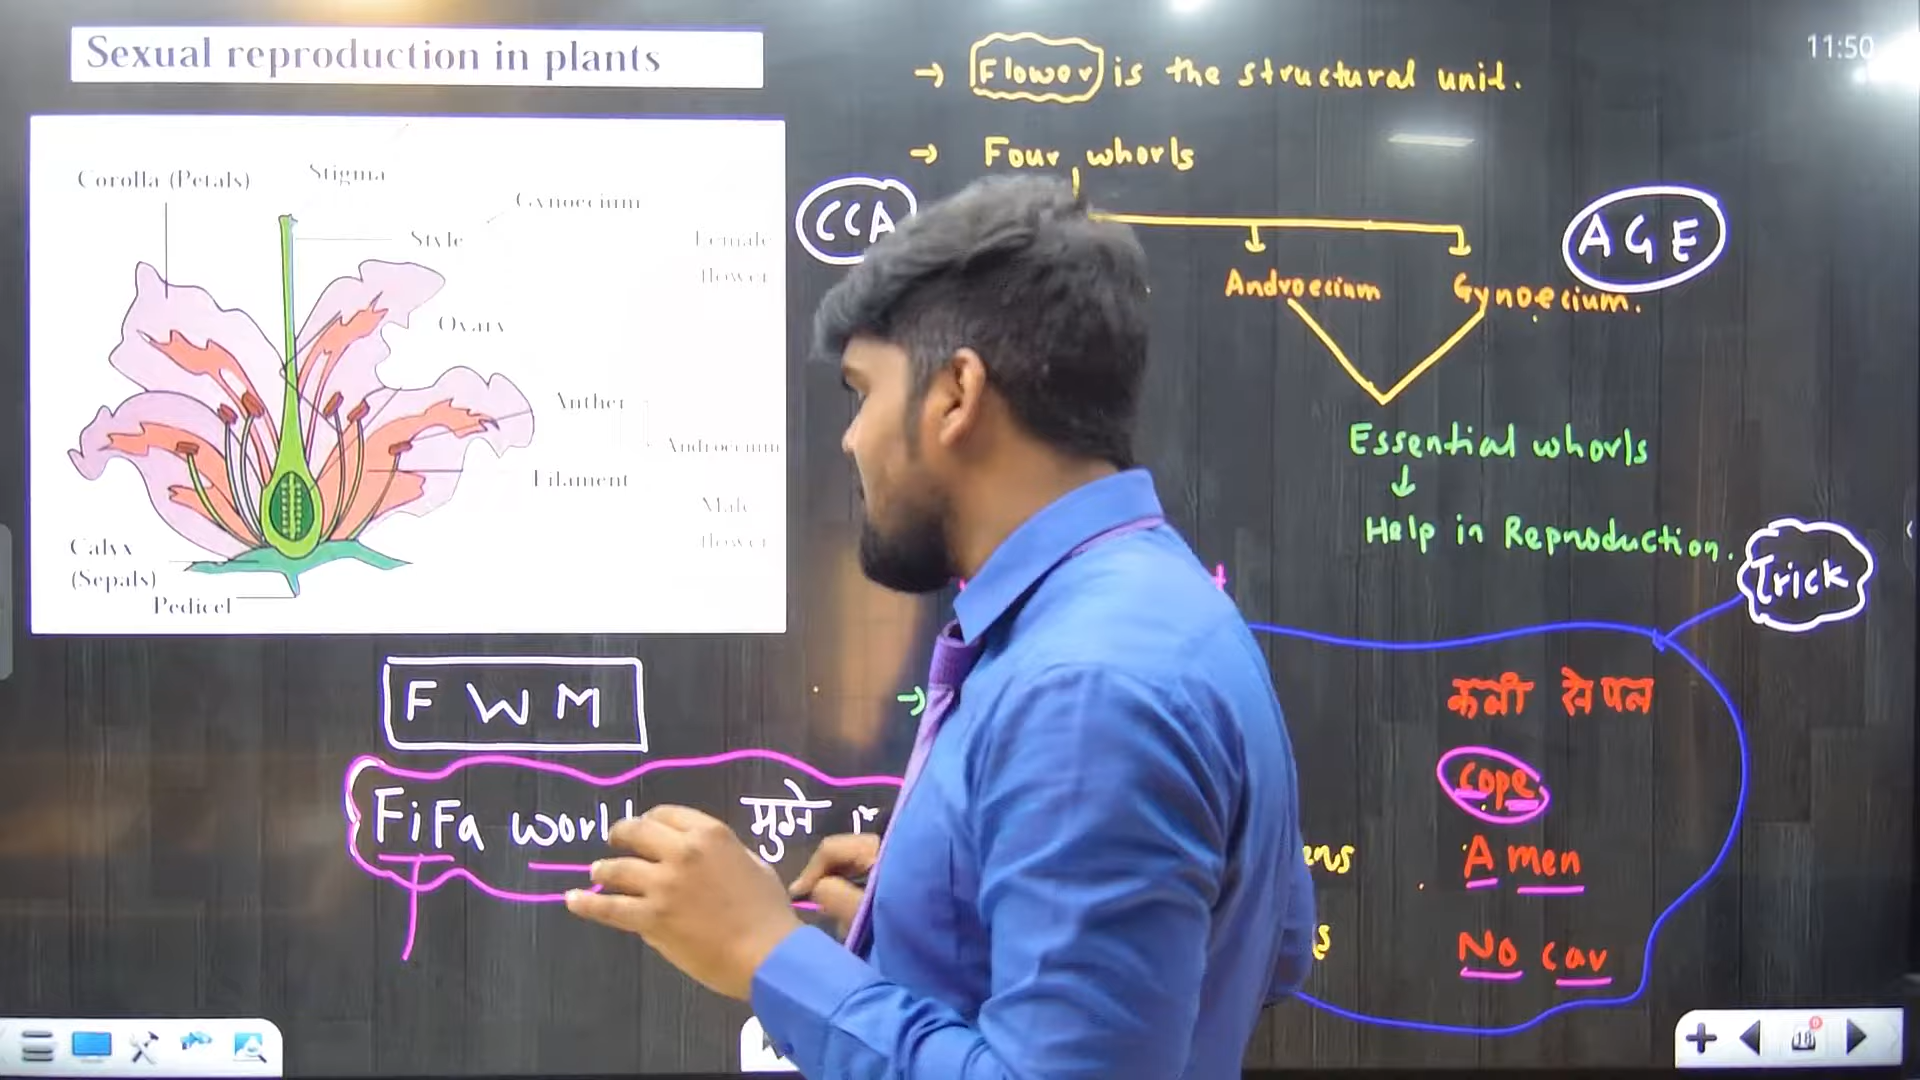 Sexual reproduction in plants
11:50
→ Flower is the structural unit.
→ Four whorls
CCA
AGE
Androecium
Gynoecium.
Essential whorls
Help in Reproduction.
Trick
Corolla (Petals)
Stigma
Gynoecium
Style
Female
flower
Ovary
Anther
Androecium
Filament
Male
flower
Calyx
(Sepals)
Pedicel
FWM
FiFa worl
मुझे
कली से पल
cope
A men
No cav
18